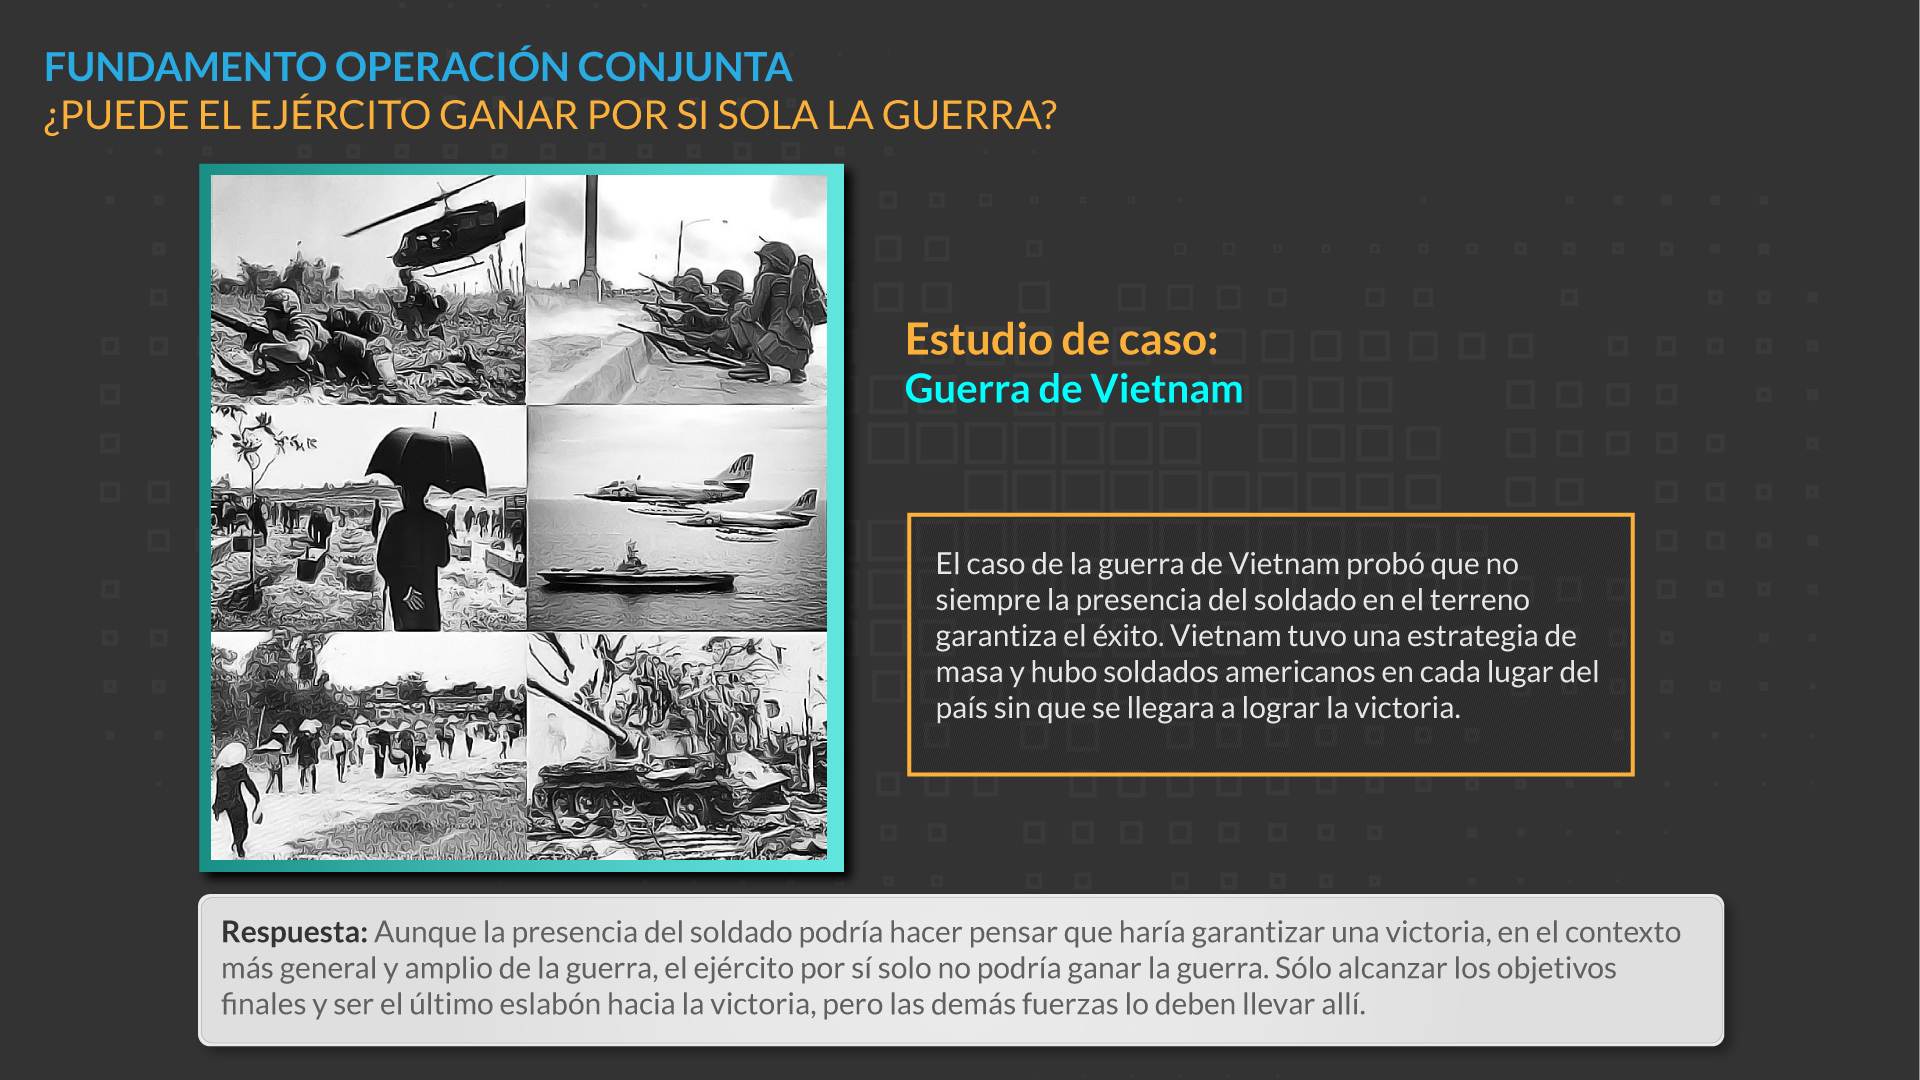 FUNDAMENTO OPERACIÓN CONJUNTA
¿PUEDE EL EJÉRCITO GANAR POR SI SOLA LA GUERRA?
Estudio de caso:
Guerra de Vietnam
El caso de la guerra de Vietnam probó que no
siempre la presencia del soldado en el terreno
garantiza el éxito. Vietnam tuvo una estrategia de
masa y hubo soldados americanos en cada lugar del
país sin que se llegara a lograr la victoria.
Respuesta: Aunque la presencia del soldado podría hacer pensar que haría garantizar una victoria, en el contexto
más general y amplio de la guerra, el ejército por sí solo no podría ganar la guerra. Sólo alcanzar los objetivos
finales y ser el último eslabón hacia la victoria, pero las demás fuerzas lo deben llevar allí.